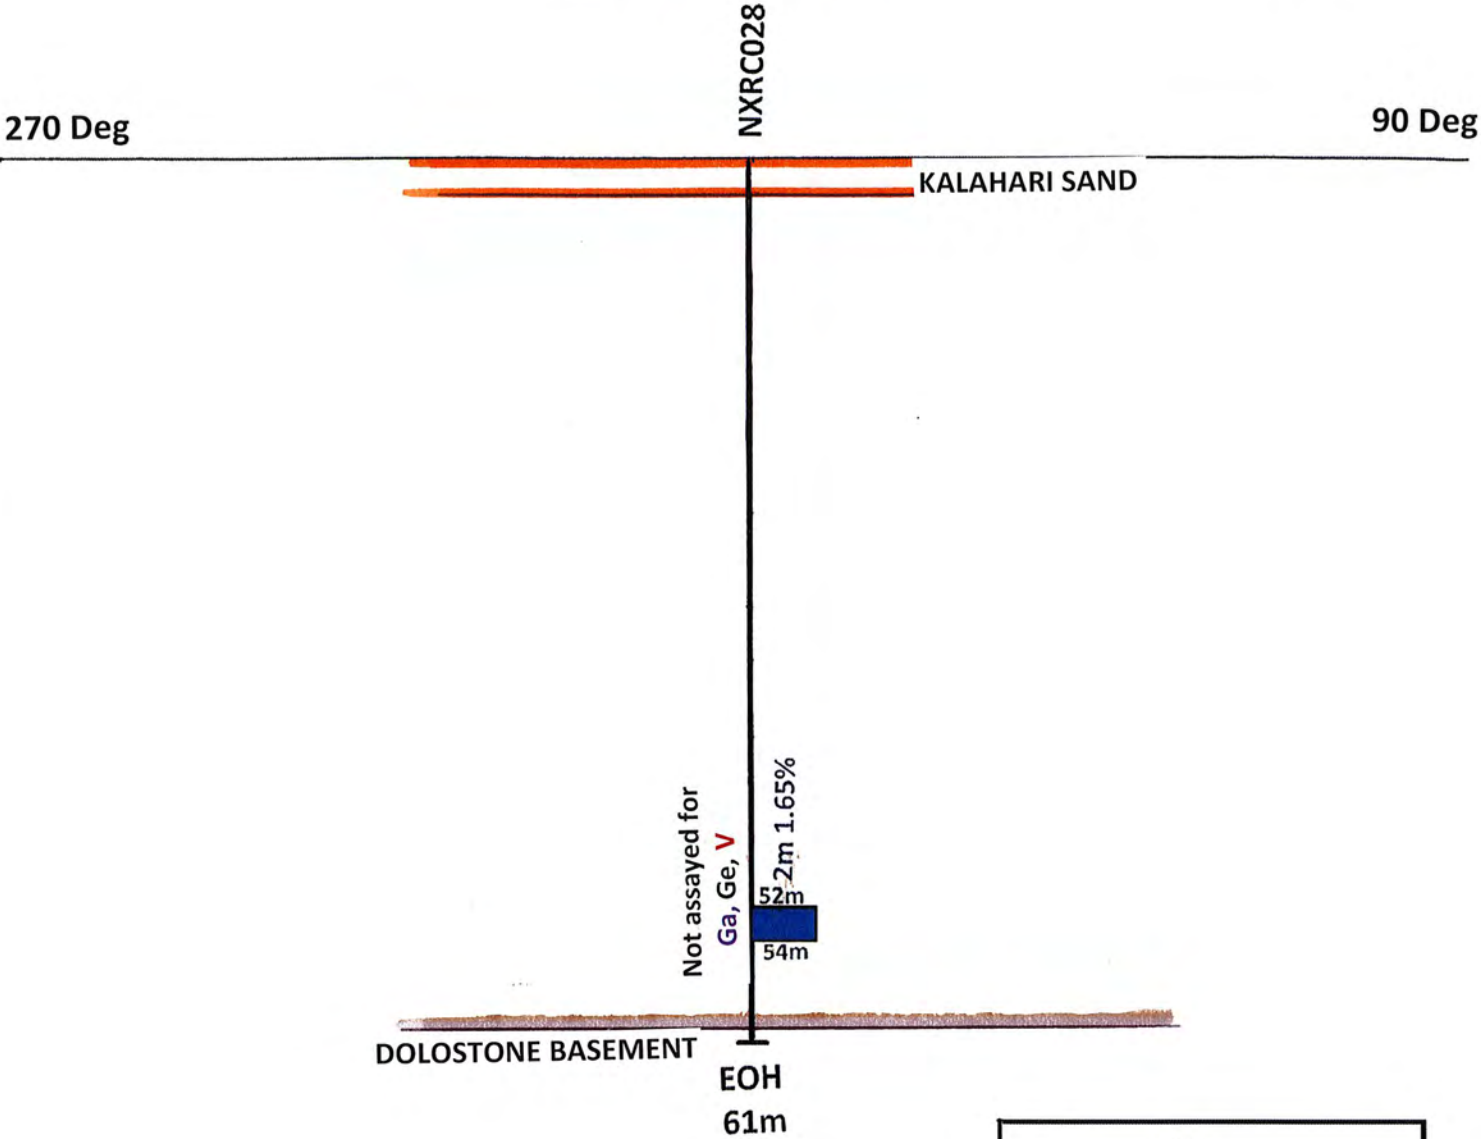 NXRC028
270 Deg
90 Deg
KALAHARI SAND
2m 1.65%
Not assayed for
Ga, Ge, V
52m
54m
DOLOSTONE BASEMENT
EOH
61m